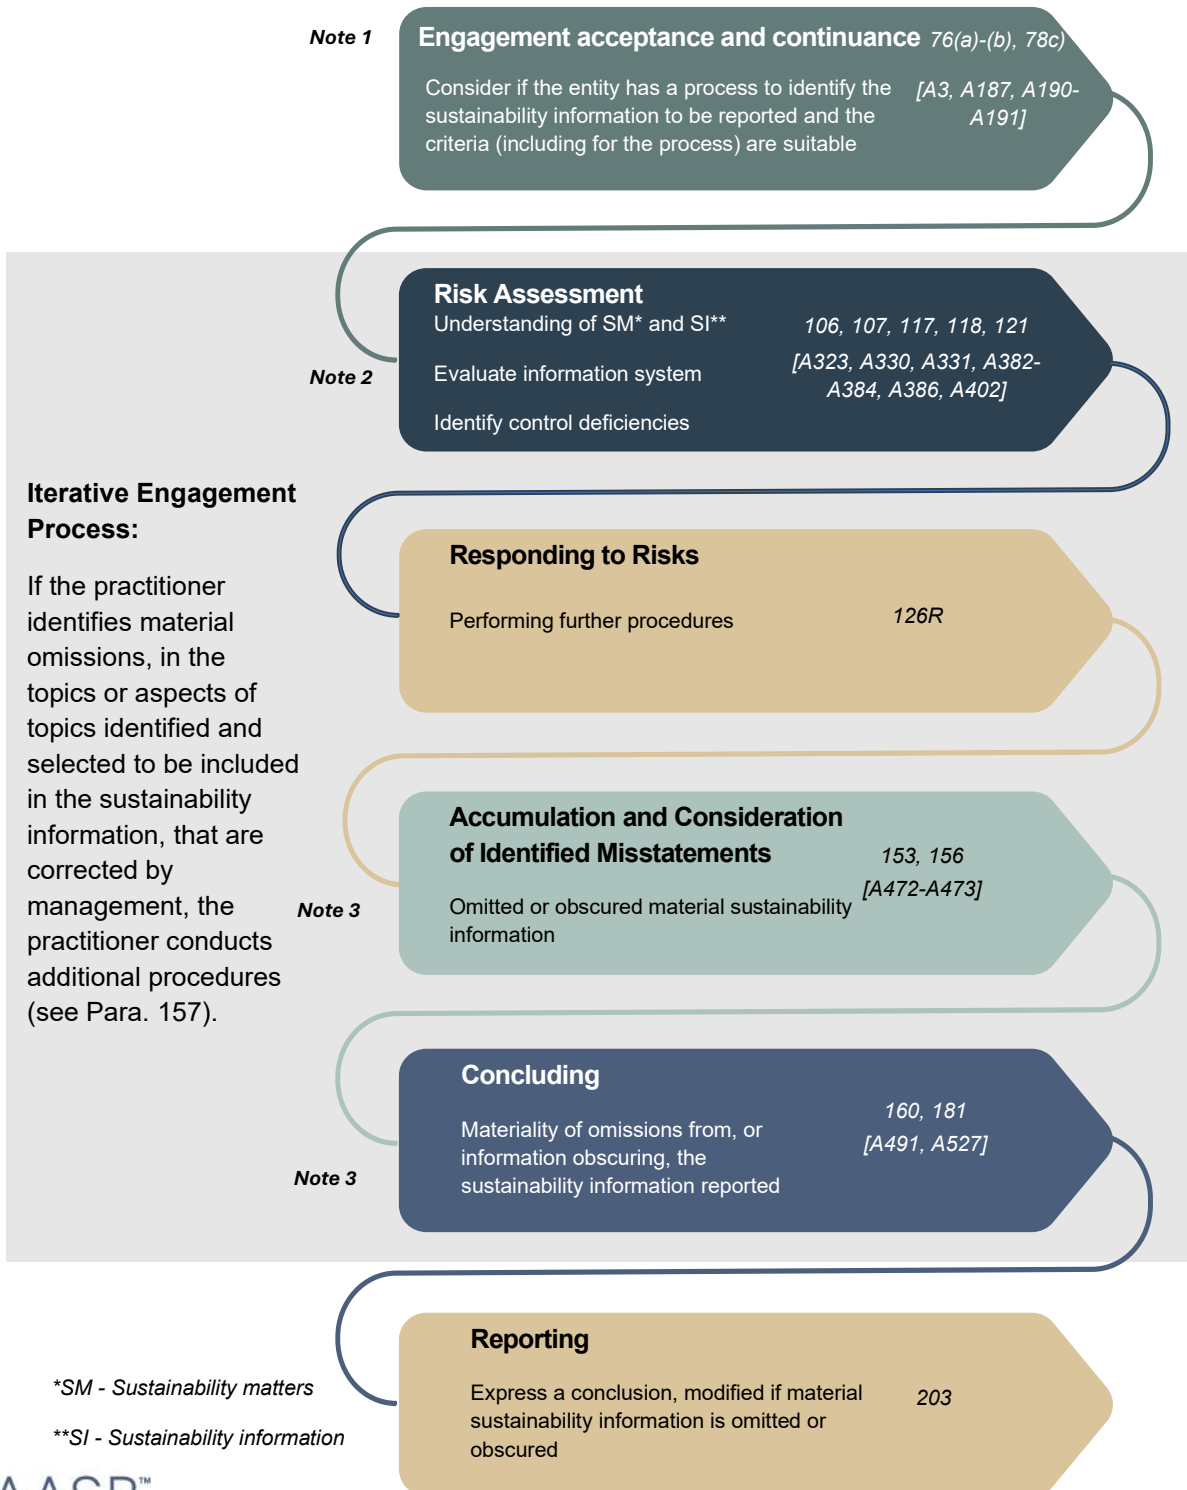 Note 1
Engagement acceptance and continuance 76(a)-(b), 78c)
Consider if the entity has a process to identify the
sustainability information to be reported and the
criteria (including for the process) are suitable
[A3, A187, A190-
A191]
Risk Assessment
Understanding of SM* and SI**
106, 107, 117, 118, 121
[A323, A330, A331, A382-
A384, A386, A402]
Note 2
Evaluate information system
Identify control deficiencies
Iterative Engagement
Process:
If the practitioner
identifies material
omissions, in the
topics or aspects of
topics identified and
selected to be included
in the sustainability
information, that are
corrected by
management, the
practitioner conducts
additional procedures
(see Para. 157).
Responding to Risks
Performing further procedures
126R
Accumulation and Consideration
of Identified Misstatements
153, 156
[A472-A473]
Note 3
Omitted or obscured material sustainability
information
Concluding
Materiality of omissions from, or
information obscuring, the
sustainability information reported
160, 181
[A491, A527]
Note 3
Reporting
Express a conclusion, modified if material
sustainability information is omitted or
obscured
203
*SM - Sustainability matters
**SI - Sustainability information